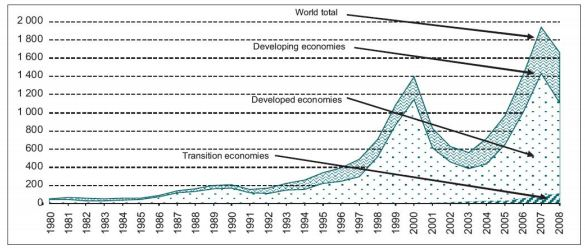 World total
2 000
1 800
Developing economies
1 600
1 400
1 200
1 000
Developed economies
800
600
Transition economies
400
200
0
1980 1981 1982 1983 1984 1985 1986 1987 1988 1989 1990 1991 1992 1993 1994 1995 1996 1997 1998 1999 2000 2001 2002 2003 2004 2005 2006 2007 2008